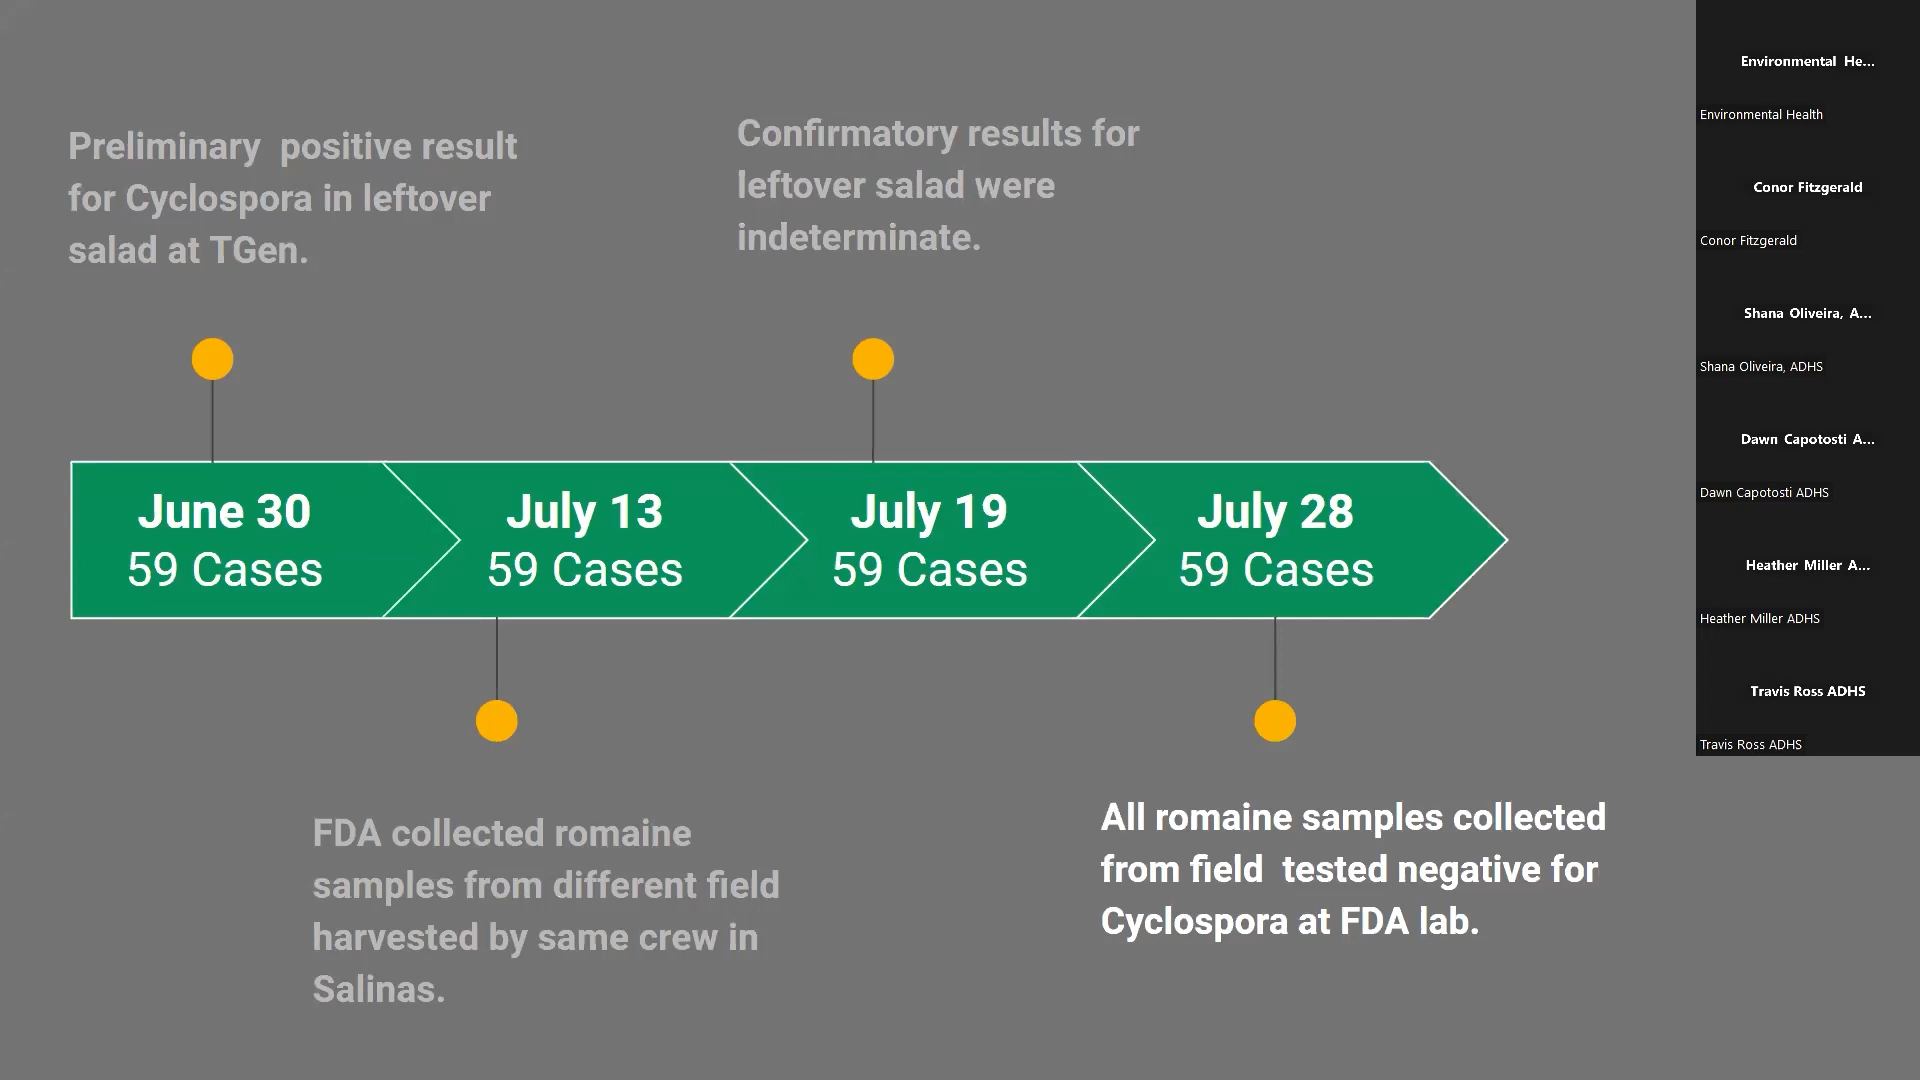 Preliminary  positive result
for Cyclospora in leftover
salad at TGen.
Confirmatory results for
leftover salad were
indeterminate.
June 30
59 Cases
July 13
59 Cases
July 19
59 Cases
July 28
59 Cases
FDA collected romaine
samples from different field
harvested by same crew in
Salinas.
All romaine samples collected
from field  tested negative for
Cyclospora at FDA lab.
Environmental He...
Environmental Health
Conor Fitzgerald
Conor Fitzgerald
Shana Oliveira, A...
Shana Oliveira, ADHS
Dawn Capotosti A...
Dawn Capotosti ADHS
Heather Miller A...
Heather Miller ADHS
Travis Ross ADHS
Travis Ross ADHS